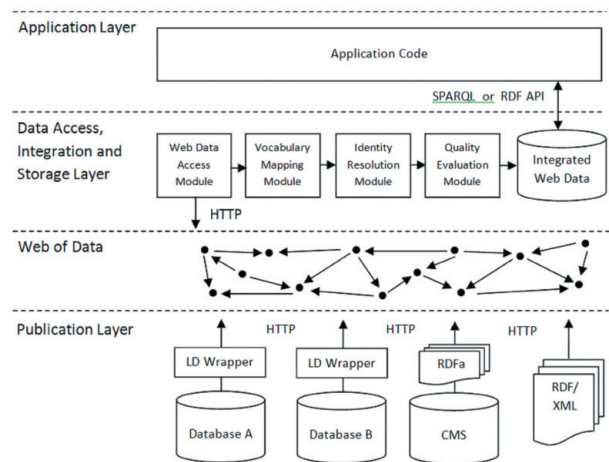 Application Layer
Application Code
SPARQL or RDF API
Data Access,
Integration and
Storage Layer
Web Data
Access
Module
Vocabulary
Mapping
Module
Identity
Resolution
Module
Quality
Evaluation
Module
Integrated
Web Data
HTTP
Web of Data
Publication Layer
HTTP
HTTP
HTTP
LD Wrapper
LD Wrapper
RDFa
RDF/
XML
Database A
Database B
CMS